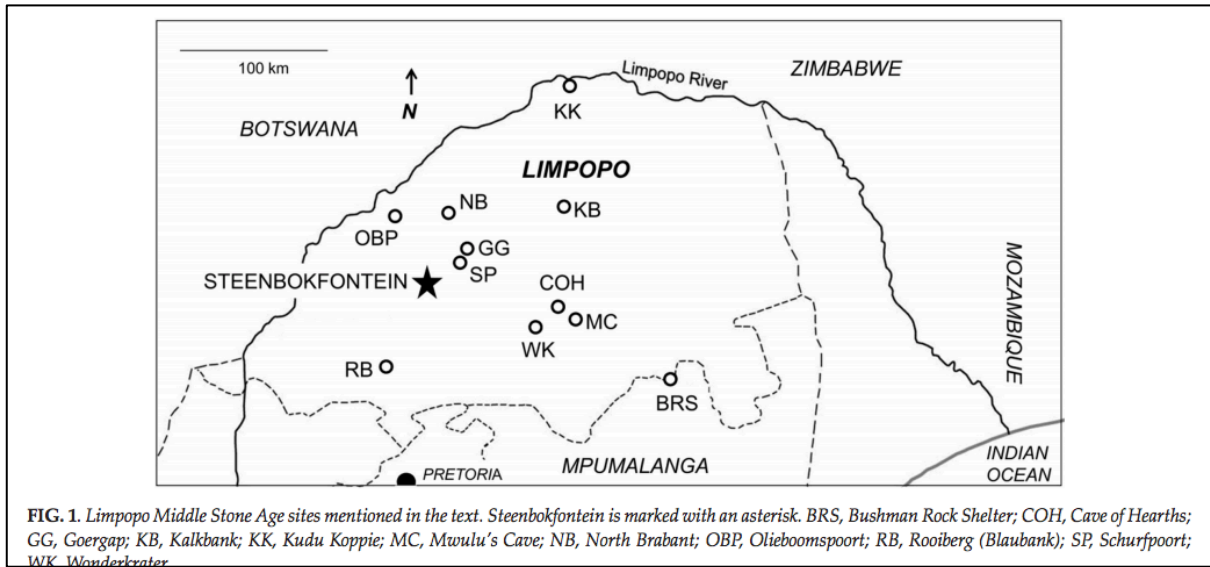 100 km
N
BOTSWANA
ZIMBABWE
Limpopo River
KK
LIMPOPO
NB
KB
OBP
GG
SP
STEENBOKFONTEIN
COH
MC
WK
RB
BRS
MOZAMBIQUE
PRETORIA
MPUMALANGA
INDIAN
OCEAN
FIG. 1. Limpopo Middle Stone Age sites mentioned in the text. Steenbokfontein is marked with an asterisk. BRS, Bushman Rock Shelter; COH, Cave of Hearths;
GG, Goergap; KB, Kalkbank; KK, Kudu Koppie; MC, Mwulu's Cave; NB, North Brabant; OBP, Olieboomspoort; RB, Rooiberg (Blaubank); SP, Schurfpoort;
WK, Wonderkrater